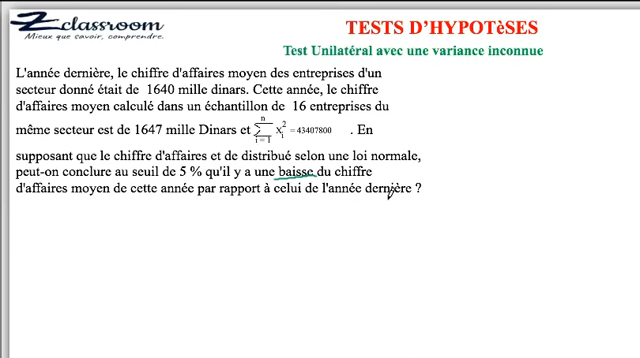 Zclassroom
Mieux que savoir, comprendre.
TESTS D'HYPOTèSES
Test Unilatéral avec une variance inconnue
L'année dernière, le chiffre d'affaires moyen des entreprises d'un
secteur donné était de 1640 mille dinars. Cette année, le chiffre
d'affaires moyen calculé dans un échantillon de 16 entreprises du
même secteur est de 1647 mille Dinars et n∑i=1 Xi² = 43407800 . En
supposant que le chiffre d'affaires et de distribué selon une loi normale,
peut-on conclure au seuil de 5 % qu'il y a une baisse du chiffre
d'affaires moyen de cette année par rapport à celui de l'année dernière ?